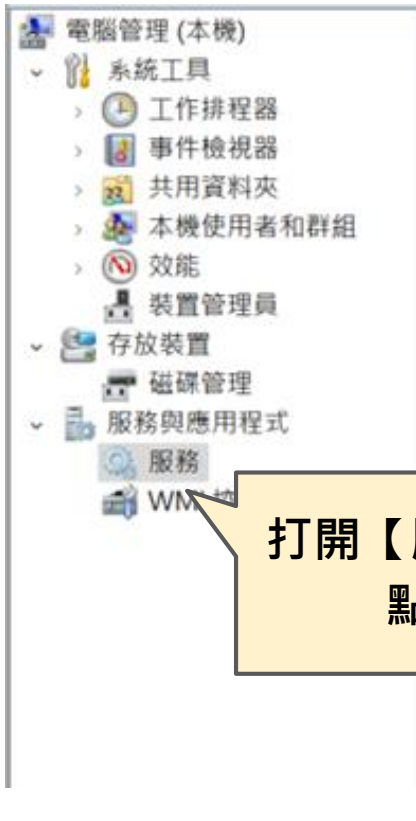 電腦管理 (本機)
系統工具
工作排程器
事件檢視器
共用資料夾
本機使用者和群組
效能
裝置管理員
存放裝置
磁碟管理
服務與應用程式
服務
WMI
打開【